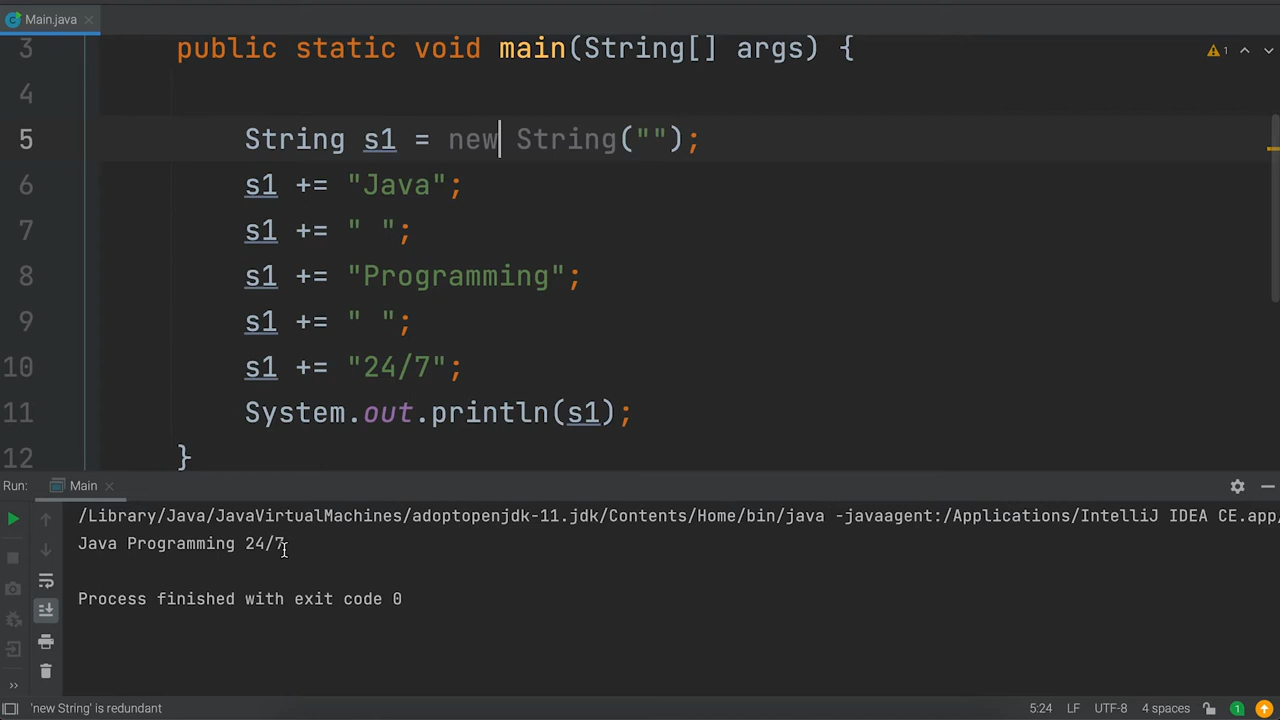 Main.java
3 public static void main(String[] args) { 1
4
5 String s1 = new String("");
6 s1 += "Java";
7 s1 += " ";
8 s1 += "Programming";
9 s1 += " ";
10 s1 += "24/7";
11 System.out.println(s1);
12 }
Run: Main
/Library/Java/JavaVirtualMachines/adoptopenjdk-11.jdk/Contents/Home/bin/java -javaagent:/Applications/IntelliJ IDEA CE.app/
Java Programming 24/7
Process finished with exit code 0
'new String' is redundant 5:24 LF UTF-8 4 spaces 1